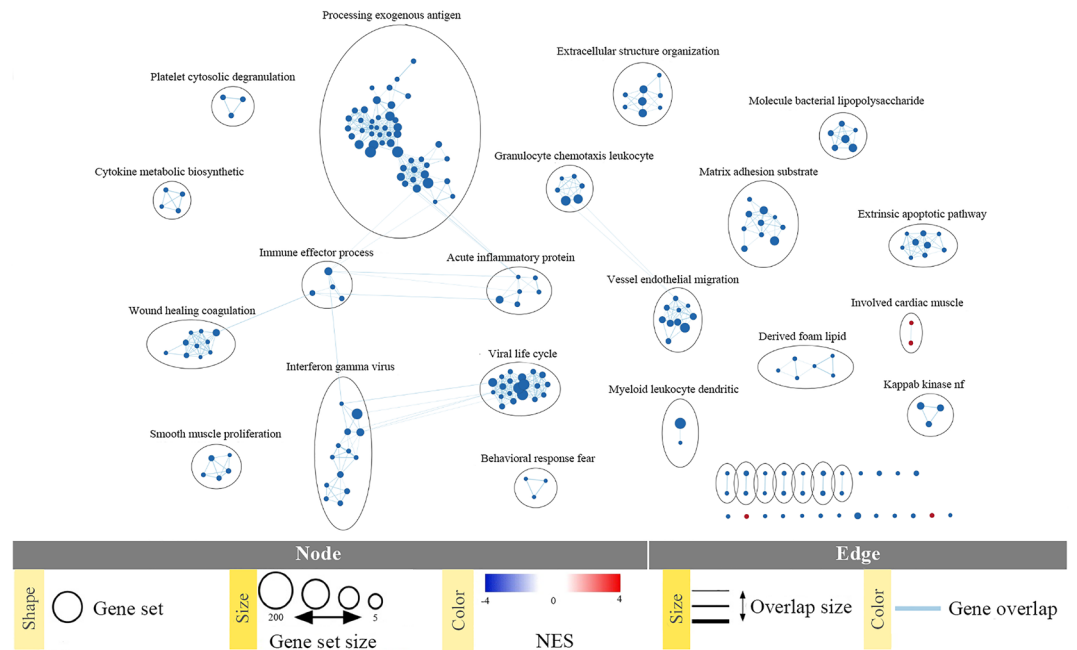 Processing exogenous antigen
Extracellular structure organization
Platelet cytosolic degranulation
Molecule bacterial lipopolysaccharide
Granulocyte chemotaxis leukocyte
Cytokine metabolic biosynthetic
Matrix adhesion substrate
Extrinsic apoptotic pathway
Immune effector process
Acute inflammatory protein
Vessel endothelial migration
Wound healing coagulation
Involved cardiac muscle
Derived foam lipid
Viral life cycle
Interferon gamma virus
Myeloid leukocyte dendritic
Kappab kinase nf
Smooth muscle proliferation
Behavioral response fear
Node
Edge
Shape
Gene set
Size
200
5
Gene set size
Color
-4
0
4
NES
Size
Overlap size
Color
Gene overlap